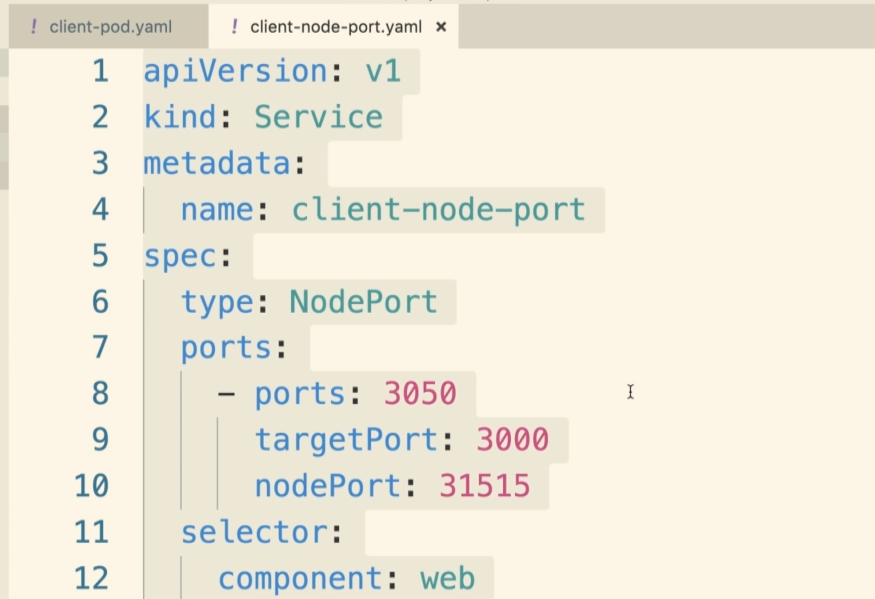 ! client-pod.yaml ! client-node-port.yaml ×
1 apiVersion: v1
2 kind: Service
3 metadata:
4   name: client-node-port
5 spec:
6   type: NodePort
7   ports:
8     - ports: 3050
9       targetPort: 3000
10       nodePort: 31515
11   selector:
12     component: web